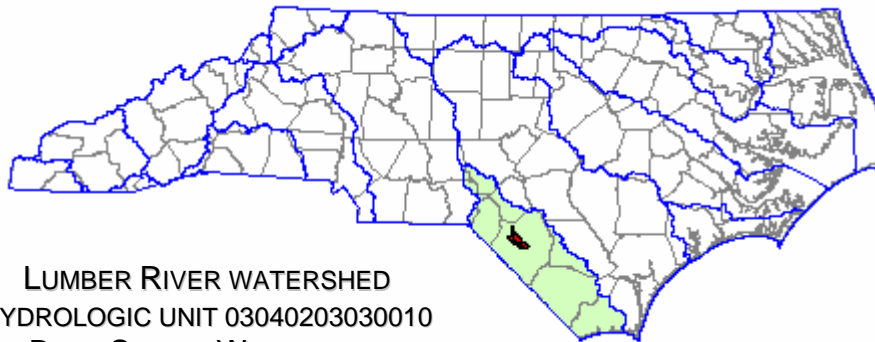 LUMBER RIVER WATERSHED
YDROLOGIC UNIT 03040203030010